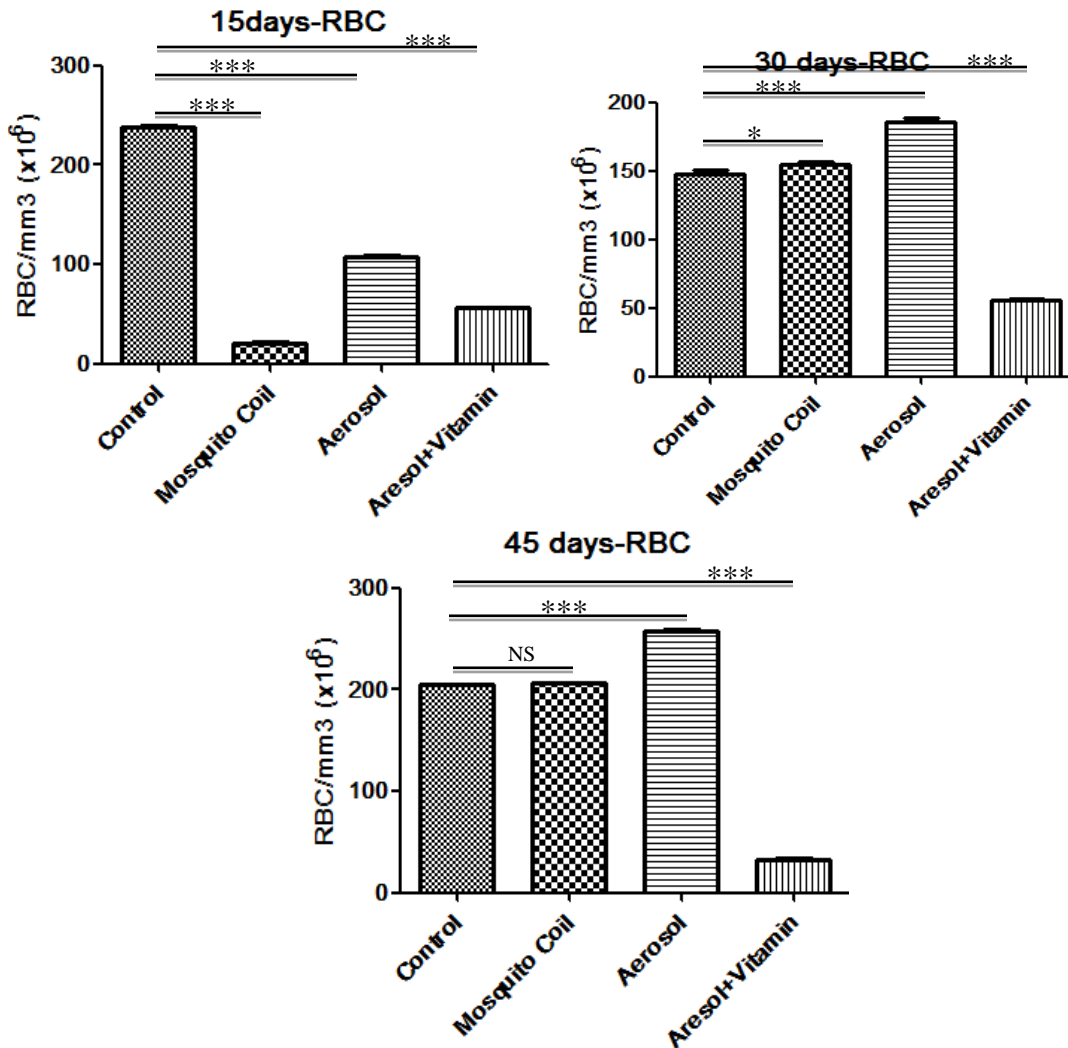 15days-RBC
***
***
***
300
200
100
0
RBC/mm3 (x10⁶)
Control
Mosquito Coil
Aerosol
Aresol+Vitamin
30 days-RBC
***
***
*
200
150
100
50
0
RBC/mm3 (x10⁶)
Control
Mosquito Coil
Aerosol
Aresol+Vitamin
45 days-RBC
***
***
NS
300
200
100
0
RBC/mm3 (x10⁶)
Control
Mosquito Coil
Aerosol
Aresol+Vitamin